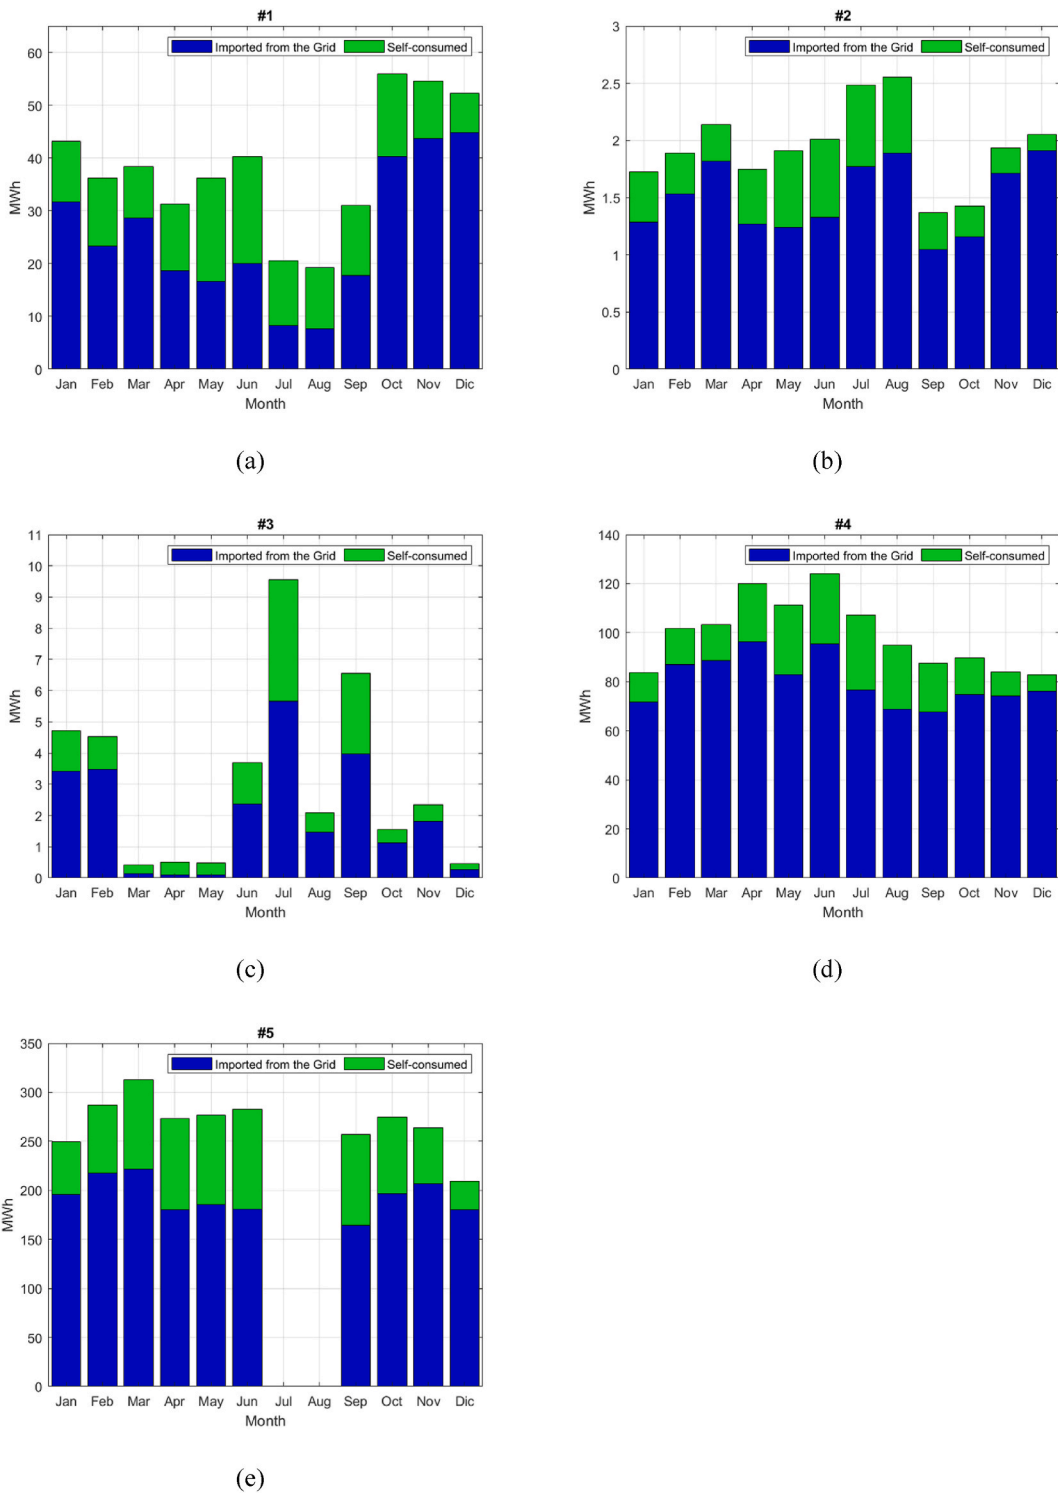 #1
Imported from the Grid Self-consumed
60
50
40
30
20
10
0
MWh
Jan Feb Mar Apr May Jun Jul Aug Sep Oct Nov Dic
Month
(a)
#2
Imported from the Grid Self-consumed
3
2.5
2
1.5
1
0.5
0
MWh
Jan Feb Mar Apr May Jun Jul Aug Sep Oct Nov Dic
Month
(b)
#3
Imported from the Grid Self-consumed
11
10
9
8
7
6
5
4
3
2
1
0
MWh
Jan Feb Mar Apr May Jun Jul Aug Sep Oct Nov Dic
Month
(c)
#4
Imported from the Grid Self-consumed
140
120
100
80
60
40
20
0
MWh
Jan Feb Mar Apr May Jun Jul Aug Sep Oct Nov Dic
Month
(d)
#5
Imported from the Grid Self-consumed
350
300
250
200
150
100
50
0
MWh
Jan Feb Mar Apr May Jun Jul Aug Sep Oct Nov Dic
Month
(e)